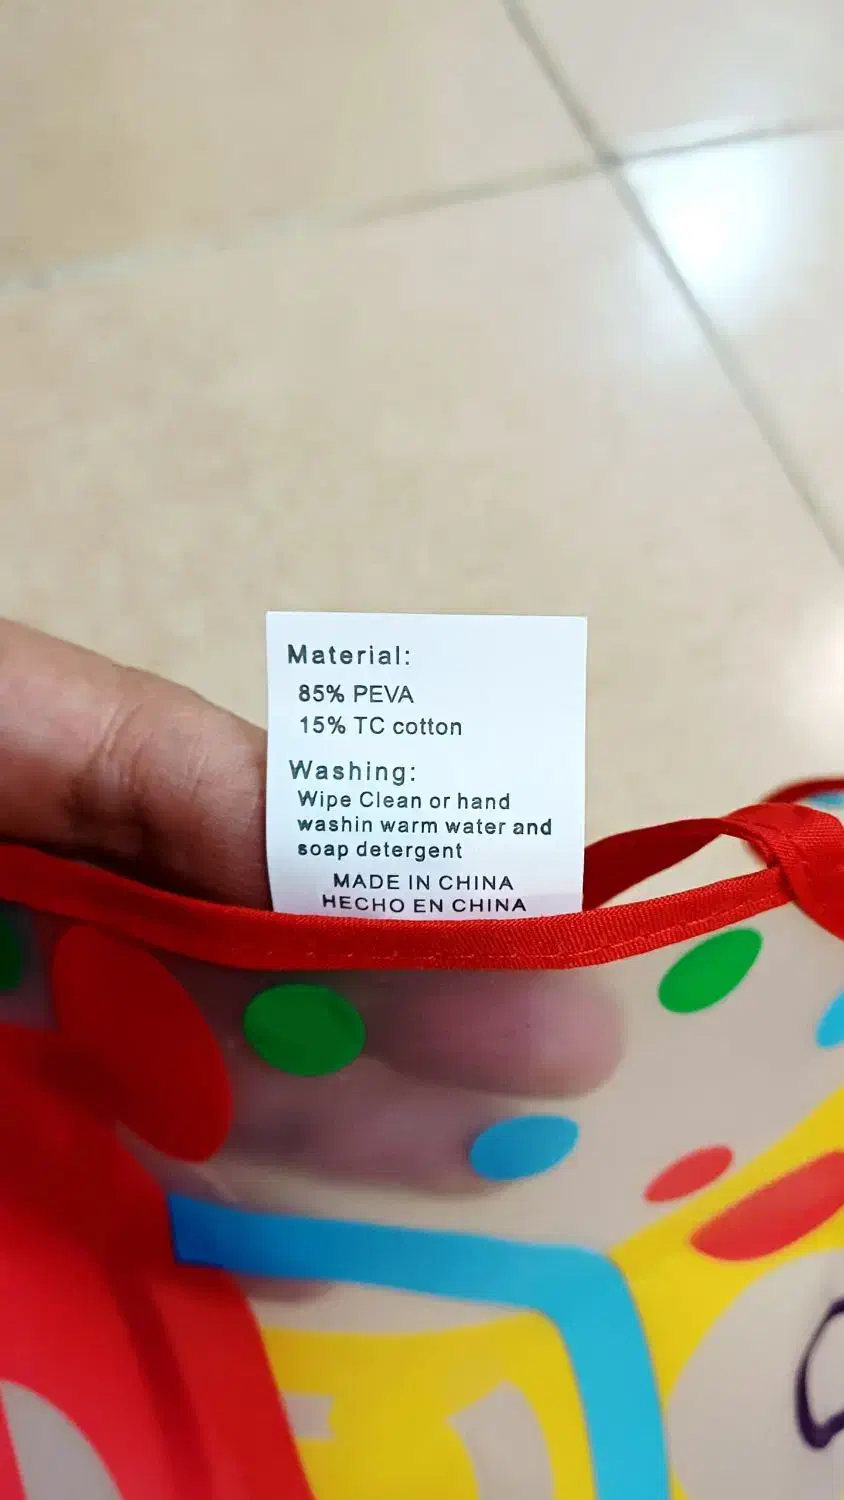 Material:
85% PEVA
15% TC cotton
Washing:
Wipe Clean or hand
washin warm water and
soap detergent
MADE IN CHINA
HECHO EN CHINA